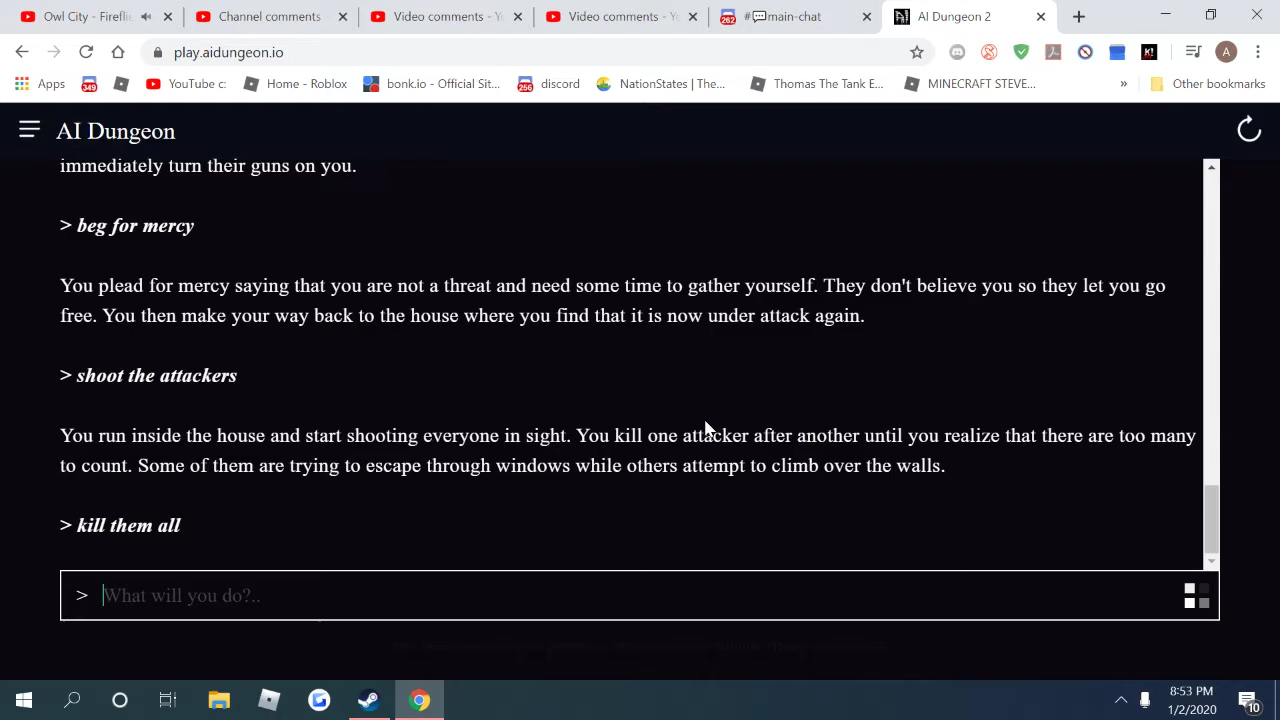 Owl City - Fireflie
Channel comments -
Video comments - Y
Video comments - Y
262
#💬main-chat
AI Dungeon 2
play.aidungeon.io
K!
A
Apps
349
YouTube c:
Home - Roblox
bonk.io - Official Sit...
256
discord
NationStates | The...
Thomas The Tank E...
MINECRAFT STEVE...
»
Other bookmarks
AI Dungeon
immediately turn their guns on you.
> beg for mercy
You plead for mercy saying that you are not a threat and need some time to gather yourself. They don't believe you so they let you go
free. You then make your way back to the house where you find that it is now under attack again.
> shoot the attackers
You run inside the house and start shooting everyone in sight. You kill one attacker after another until you realize that there are too many
to count. Some of them are trying to escape through windows while others attempt to climb over the walls.
> kill them all
> What will you do?..
8:53 PM
1/2/2020
10